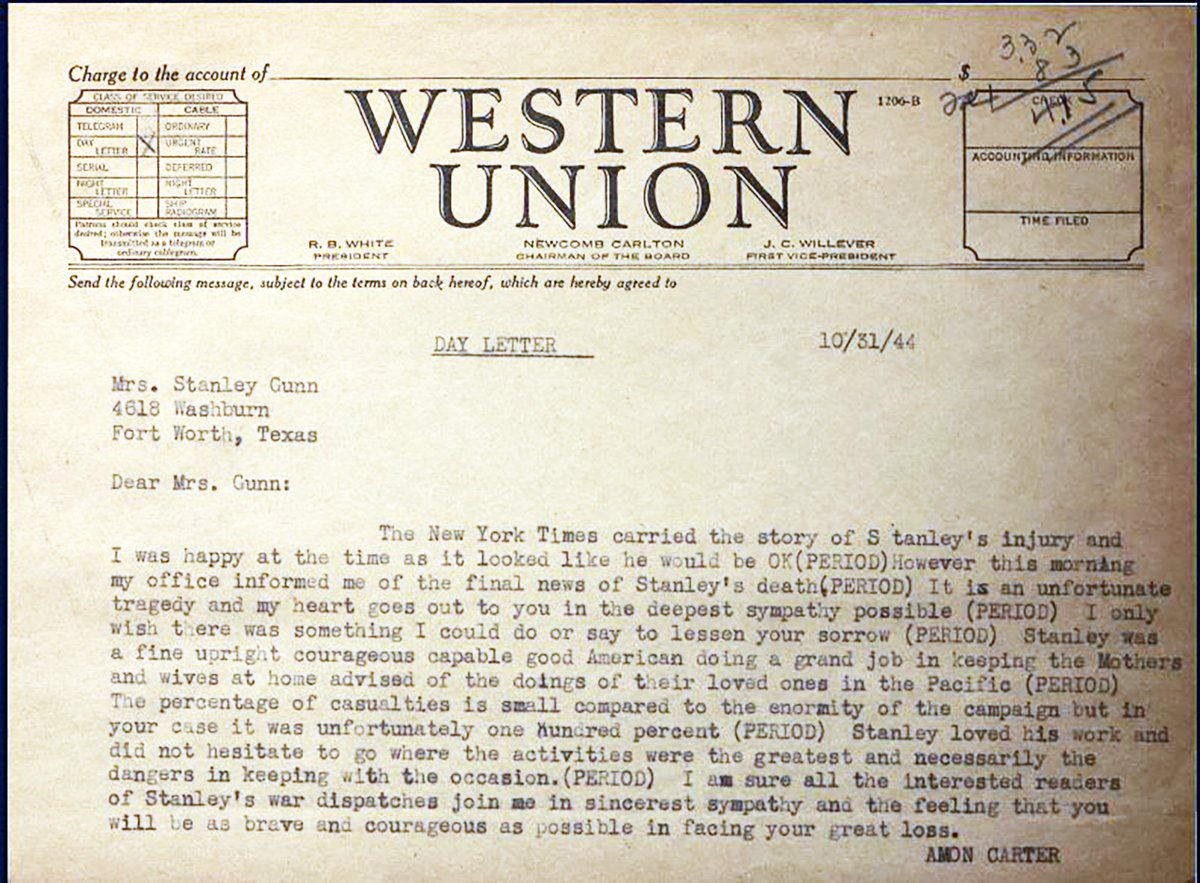 Charge to the account of
$
3.32
83
4.15
CLASS OF SERVICE DESIRED
DOMESTIC CABLE
TELEGRAM ORDINARY
DAY LETTER X URGENT RATE
SERIAL DEFERRED
NIGHT LETTER NIGHT LETTER
SPECIAL SERVICE SHIP RADIOGRAM
Patrons should check class of service
desired; otherwise the message will be
transmitted as a telegram or
ordinary cablegram.
WESTERN
UNION
1206-B
CHECK
ACCOUNTING INFORMATION
TIME FILED
R. B. WHITE
PRESIDENT
NEWCOMB CARLTON
CHAIRMAN OF THE BOARD
J. C. WILLEVER
FIRST VICE-PRESIDENT
Send the following message, subject to the terms on back hereof, which are hereby agreed to
DAY LETTER
10/31/44
Mrs. Stanley Gunn
4618 Washburn
Fort Worth, Texas
Dear Mrs. Gunn:
The New York Times carried the story of S tanley's injury and
I was happy at the time as it looked like he would be OK(PERIOD)However this morning
my office informed me of the final news of Stanley's death(PERIOD) It is an unfortunate
tragedy and my heart goes out to you in the deepest sympathy possible (PERIOD) I only
wish there was something I could do or say to lessen your sorrow (PERIOD) Stanley was
a fine upright courageous capable good American doing a grand job in keeping the Mothers
and wives at home advised of the doings of their loved ones in the Pacific (PERIOD)
The percentage of casualties is small compared to the enormity of the campaign but in
your case it was unfortunately one hundred percent (PERIOD) Stanley loved his work and
did not hesitate to go where the activities were the greatest and necessarily the
dangers in keeping with the occasion.(PERIOD) I am sure all the interested readers
of Stanley's war dispatches join me in sincerest sympathy and the feeling that you
will be as brave and courageous as possible in facing your great loss.
AMON CARTER